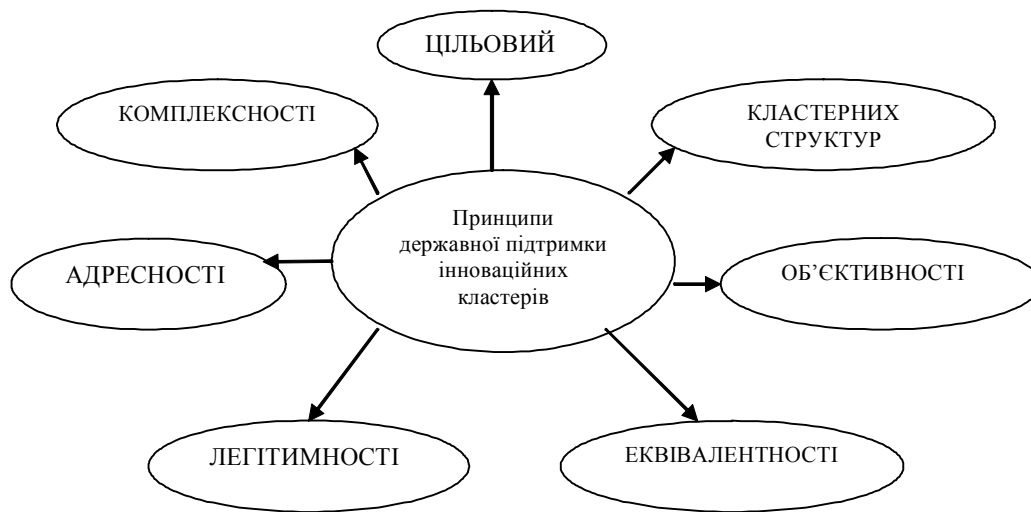 ЦІЛЬОВИЙ
КОМПЛЕКСНОСТІ
КЛАСТЕРНИХ
СТРУКТУР
Принципи
державної підтримки
інноваційних
кластерів
АДРЕСНОСТІ
ОБ’ЄКТИВНОСТІ
ЛЕГІТИМНОСТІ
ЕКВІВАЛЕНТНОСТІ